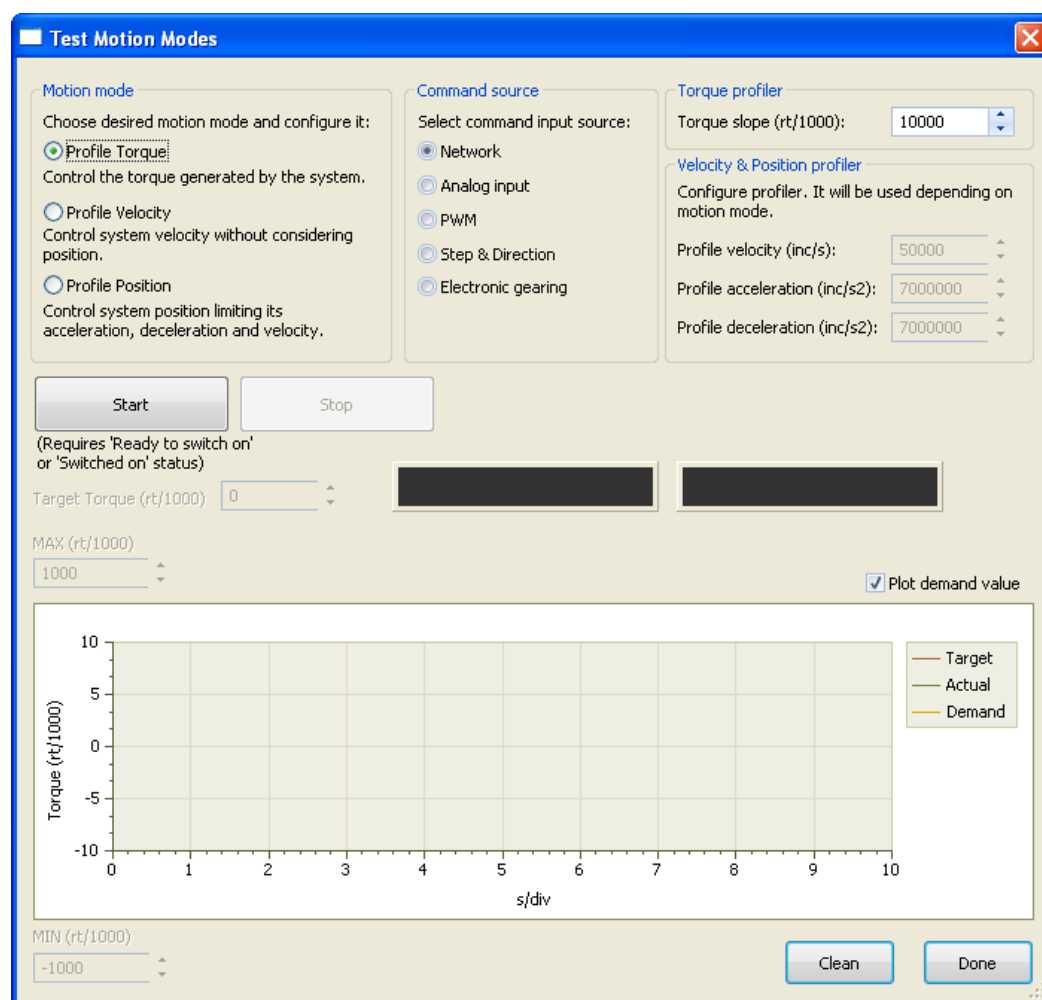 Test Motion Modes
Motion mode
Choose desired motion mode and configure it:
Profile Torque
Control the torque generated by the system.
Profile Velocity
Control system velocity without considering
position.
Profile Position
Control system position limiting its
acceleration, deceleration and velocity.
Command source
Select command input source:
Network
Analog input
PWM
Step & Direction
Electronic gearing
Torque profiler
Torque slope (rt/1000): 10000
Velocity & Position profiler
Configure profiler. It will be used depending on
motion mode.
Profile velocity (inc/s): 50000
Profile acceleration (inc/s2): 7000000
Profile deceleration (inc/s2): 7000000
Start
Stop
(Requires 'Ready to switch on'
or 'Switched on' status)
Target Torque (rt/1000) 0
MAX (rt/1000)
1000
Plot demand value
Torque (rt/1000)
10
5
0
-5
-10
0 1 2 3 4 5 6 7 8 9 10
s/div
Target
Actual
Demand
MIN (rt/1000)
-1000
Clean
Done